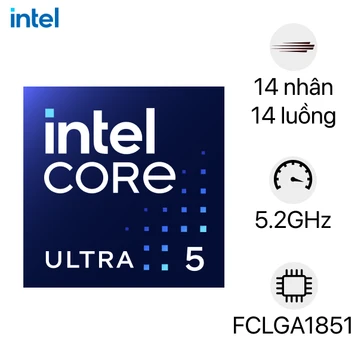 intel
intel
CORE
ULTRA 5
14 nhân
14 luồng
5.2GHz
FCLGA1851